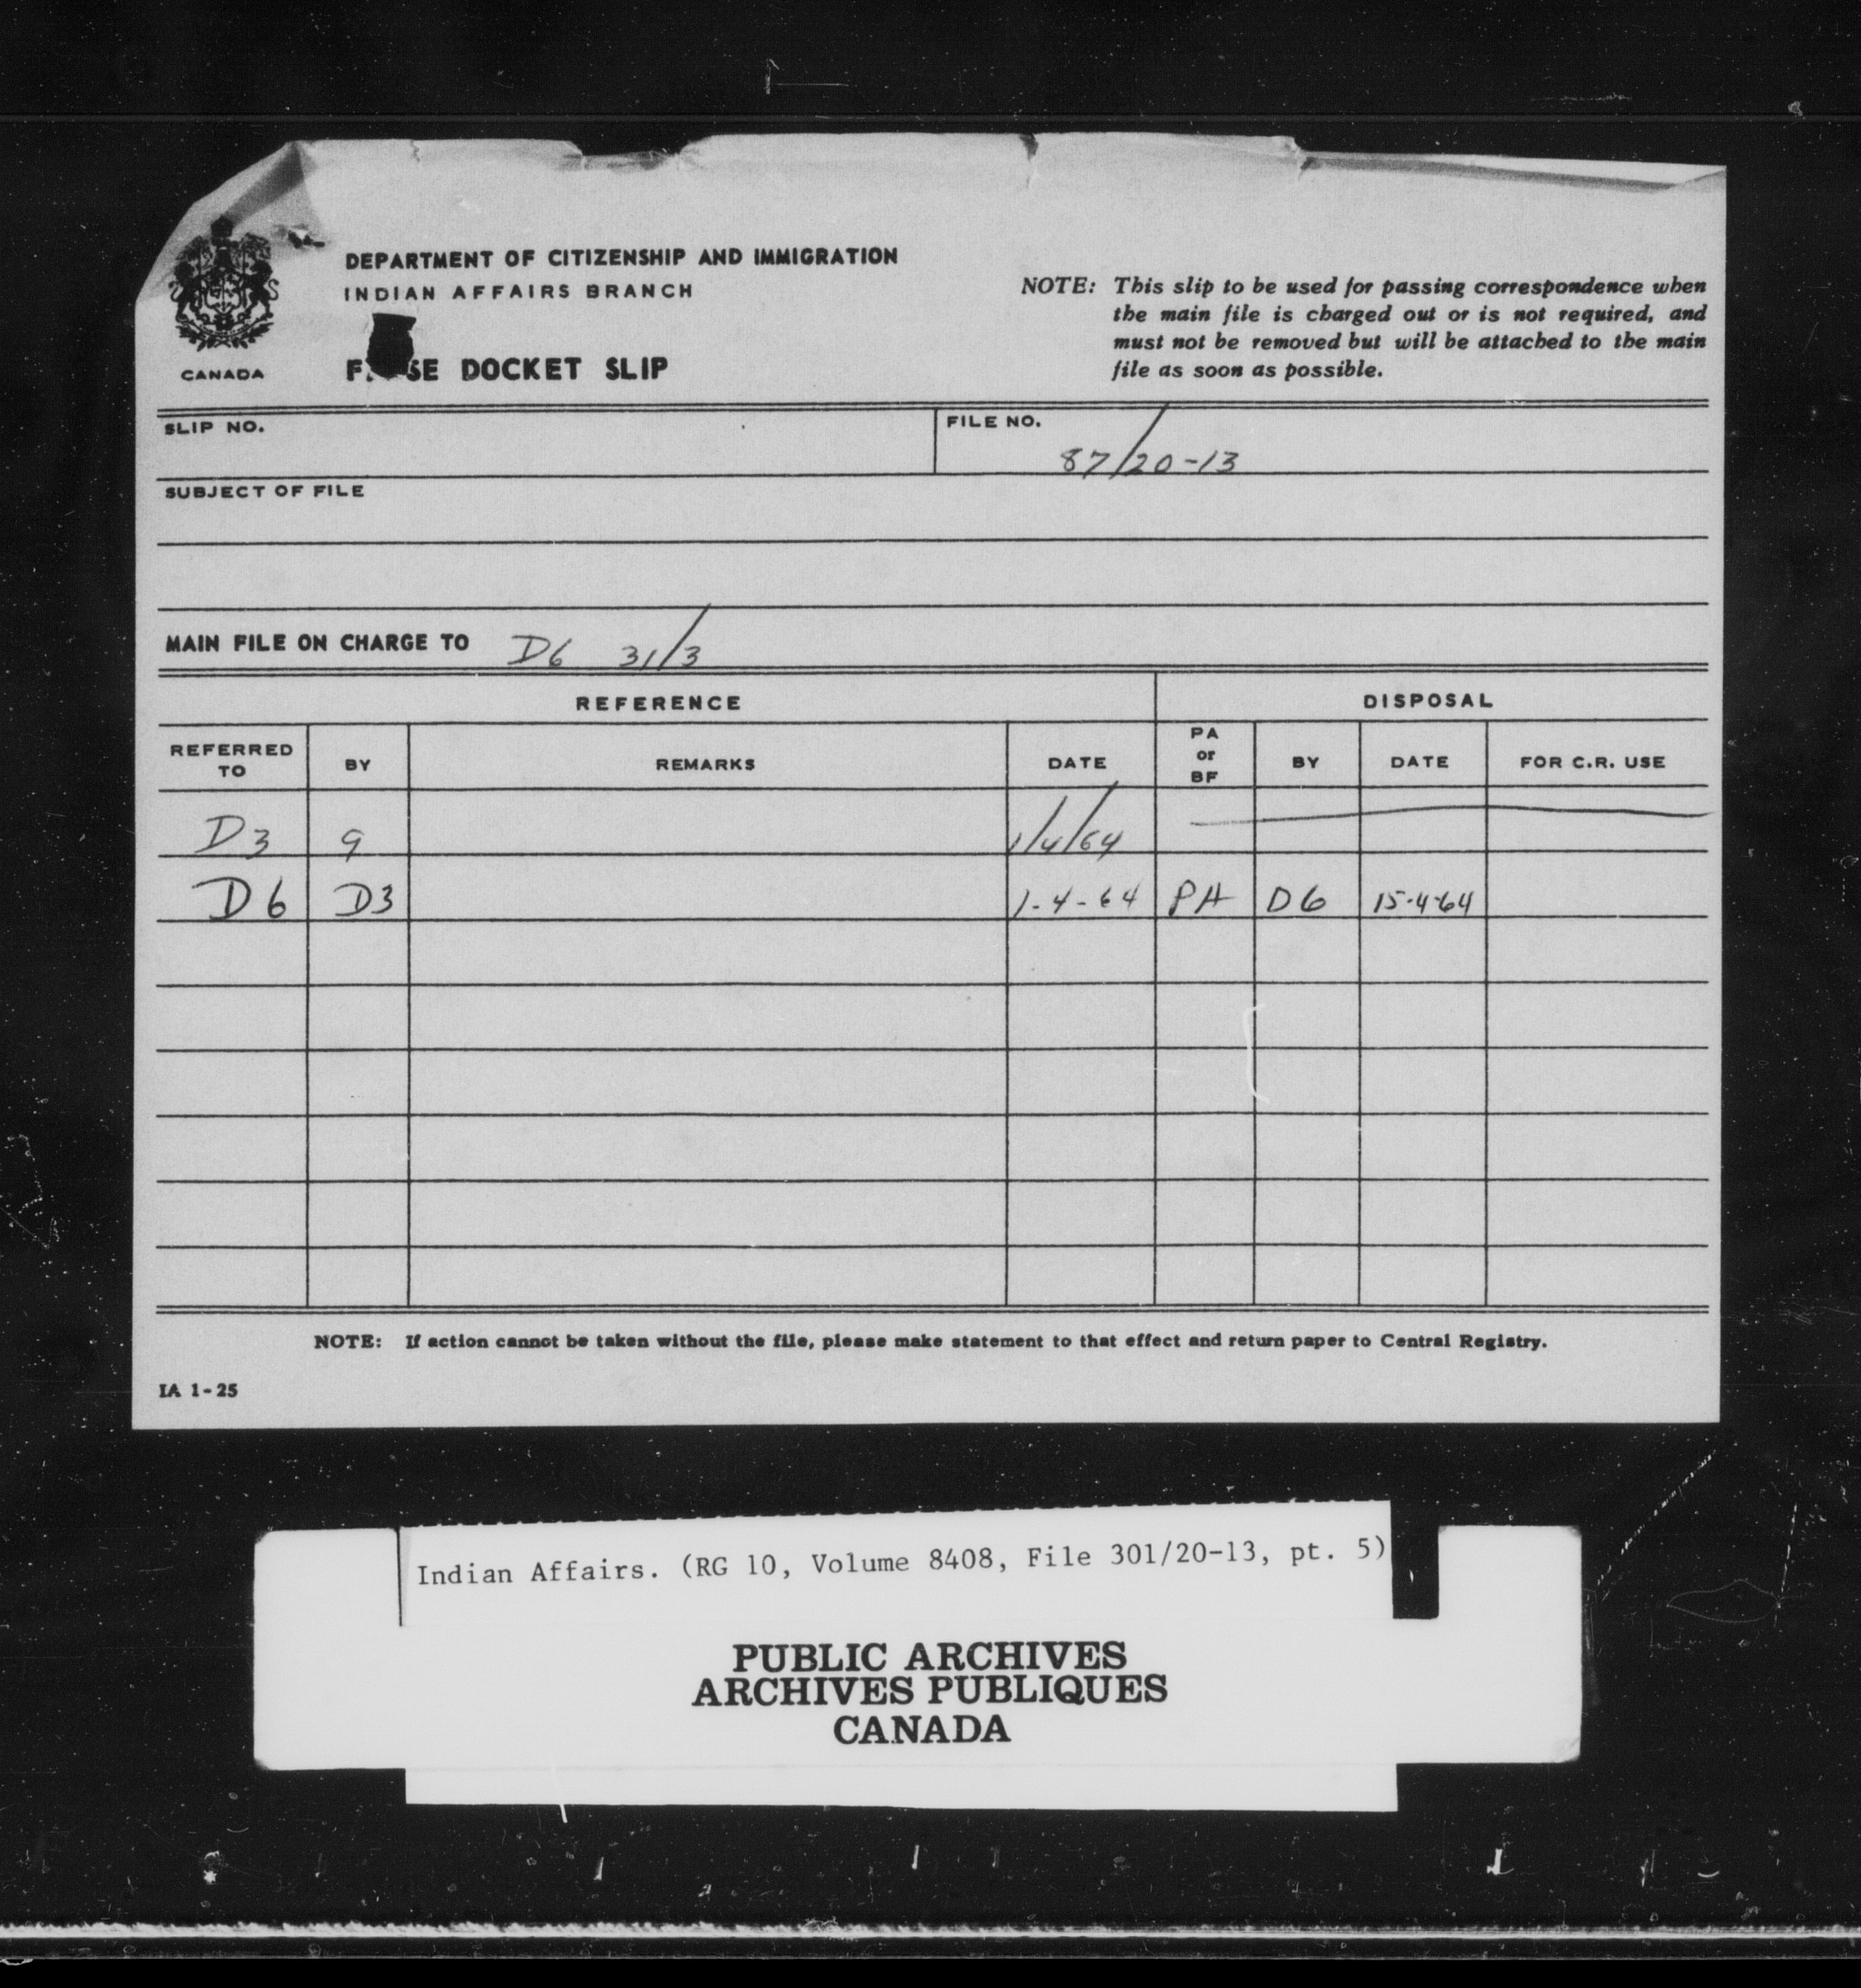 DEPARTMENT OF CITIZENSHIP AND IMMIGRATION
INDIAN AFFAIRS BRANCH
DOCKET SLIP
CANADA
NOTE: This slip to be used for passing correspondence when
the main file is charged out or is not required, and
must not be removed but will be attached to the main
file as soon as possible.
SLIP NO.
FILE NO.
87/20-13
SUBJECT OF FILE
MAIN FILE ON CHARGE TO D6 31/3
REFERENCE DISPOSAL
REFERRED TO BY REMARKS DATE PA or BF BY DATE FOR C.R. USE
D3 9 1/4/64
D6 D3 1-4-64 PA D6 15-4-64
NOTE: If action cannot be taken without the file, please make statement to that effect and return paper to Central Registry.
IA 1-25
Indian Affairs. (RG 10, Volume 8408, File 301/20-13, pt. 5)
PUBLIC ARCHIVES
ARCHIVES PUBLIQUES
CANADA